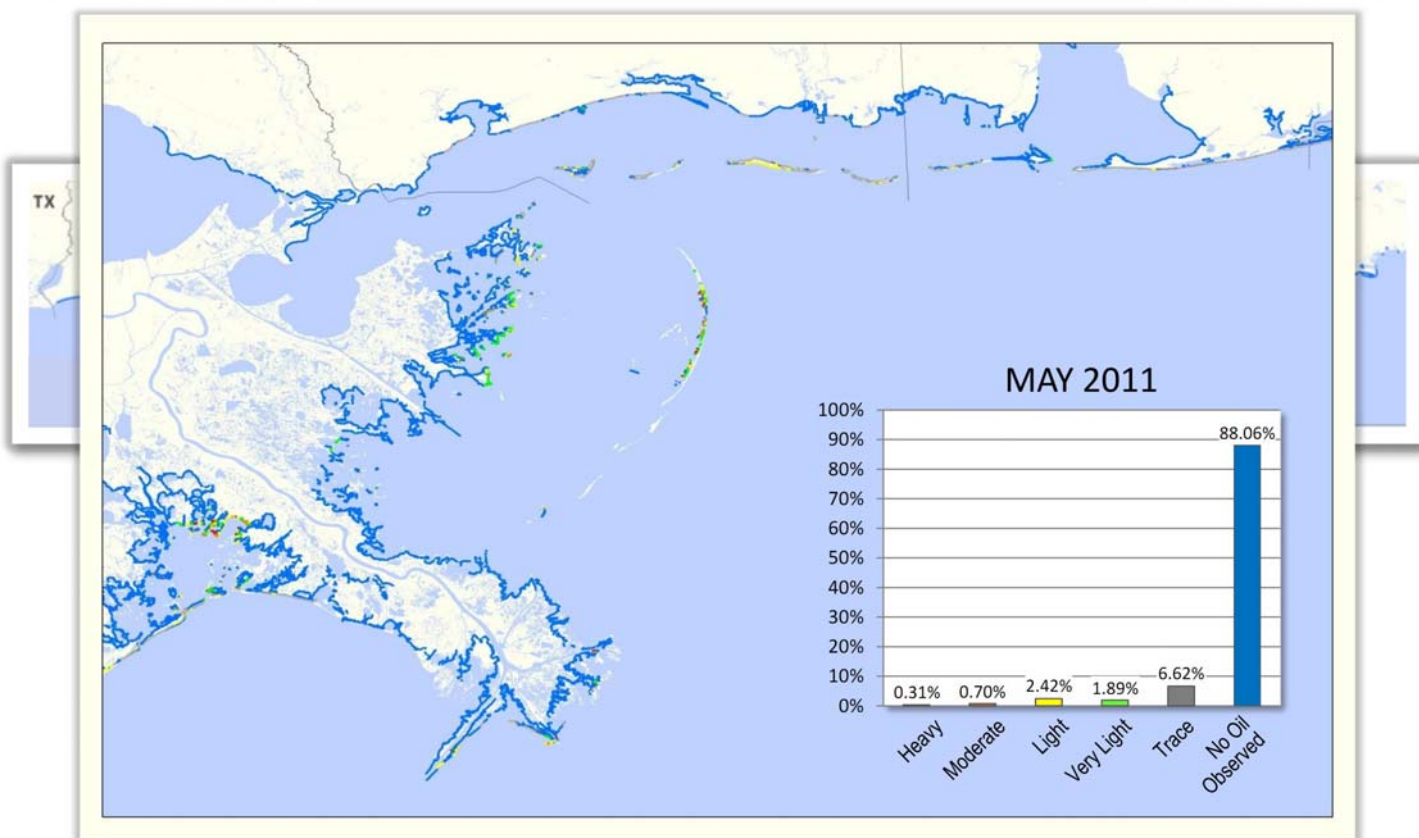 TX
MAY 2011
100%
90%
80%
70%
60%
50%
40%
30%
20%
10%
0%
0.31%
0.70%
2.42%
1.89%
6.62%
88.06%
Heavy
Moderate
Light
Very Light
Trace
No Oil
Observed